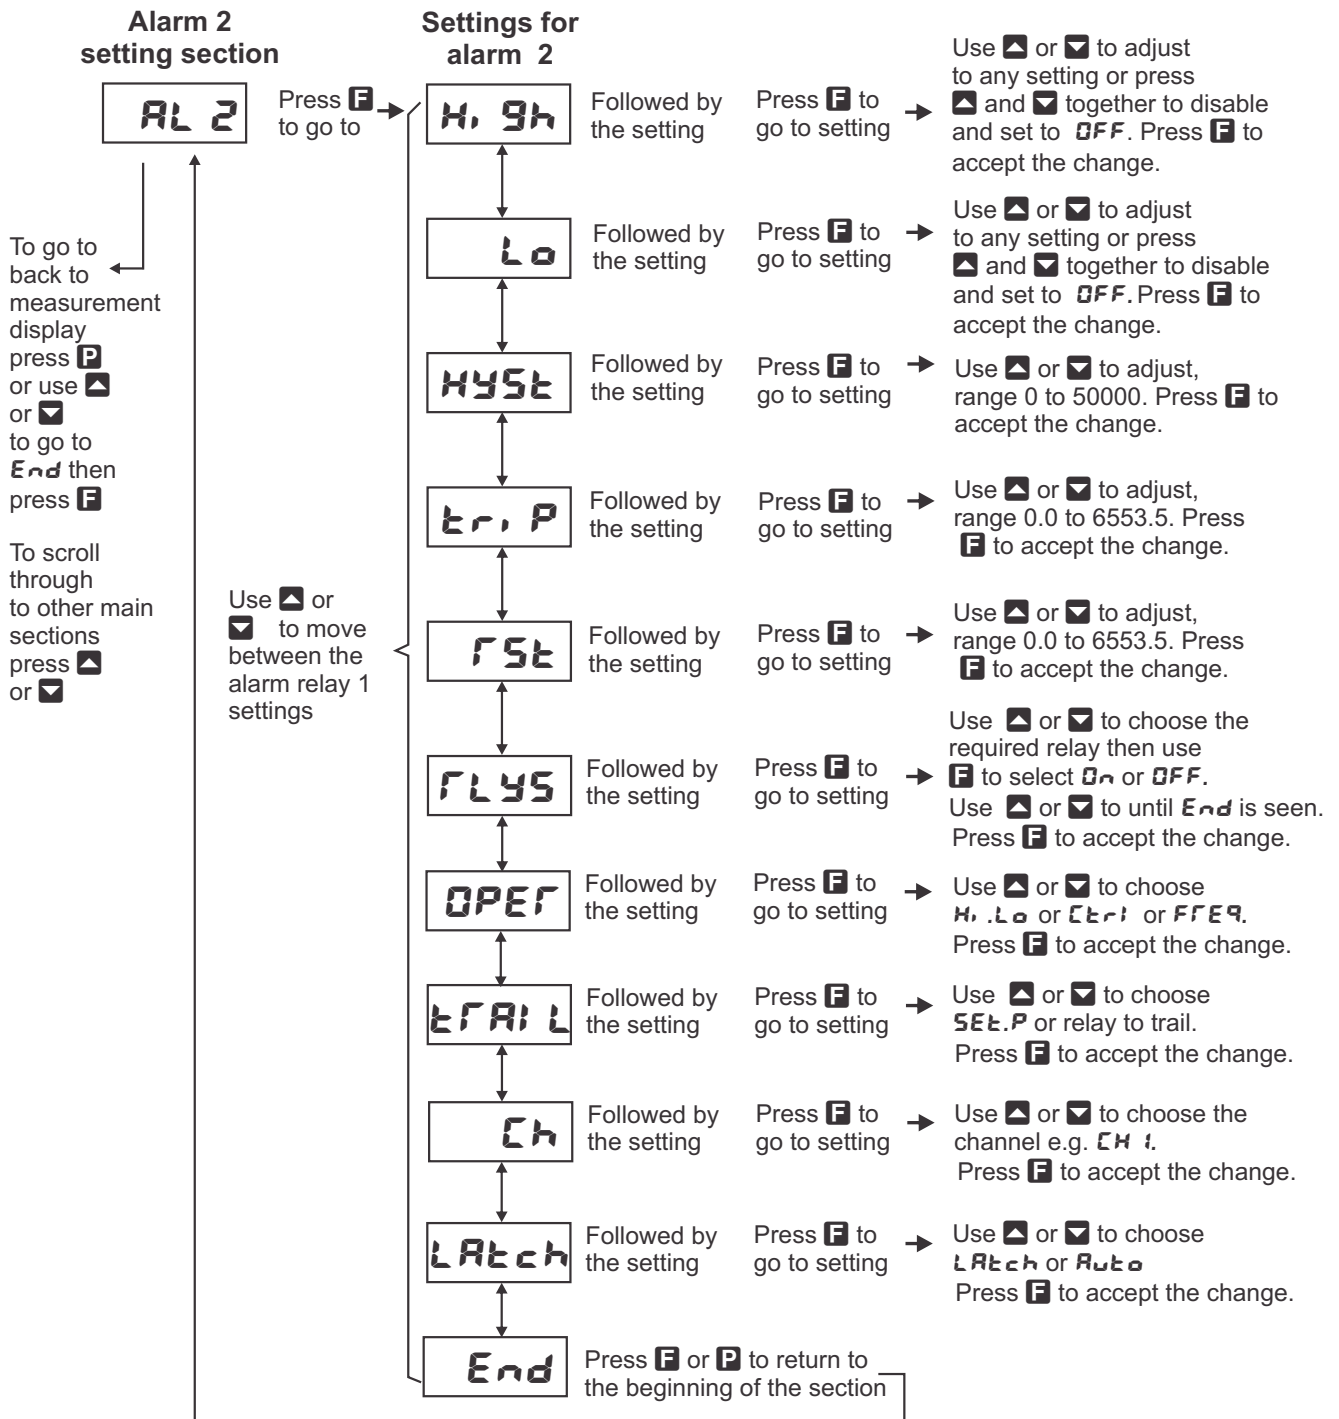 Alarm 2
setting section
Settings for
alarm 2
AL 2
Press F
to go to
To go to
back to
measurement
display
press P
or use ▲
or ▼
to go to
End then
press F
To scroll
through
to other main
sections
press ▲
or ▼
Use ▲ or
▼ to move
between the
alarm relay 1
settings
Hi gh
Followed by
the setting
Press F to
go to setting
Use ▲ or ▼ to adjust
to any setting or press
▲ and ▼ together to disable
and set to OFF. Press F to
accept the change.
Lo
Followed by
the setting
Press F to
go to setting
Use ▲ or ▼ to adjust
to any setting or press
▲ and ▼ together to disable
and set to OFF. Press F to
accept the change.
HYSt
Followed by
the setting
Press F to
go to setting
Use ▲ or ▼ to adjust,
range 0 to 50000. Press F to
accept the change.
tri P
Followed by
the setting
Press F to
go to setting
Use ▲ or ▼ to adjust,
range 0.0 to 6553.5. Press
F to accept the change.
rSt
Followed by
the setting
Press F to
go to setting
Use ▲ or ▼ to adjust,
range 0.0 to 6553.5. Press
F to accept the change.
rLYS
Followed by
the setting
Press F to
go to setting
Use ▲ or ▼ to choose the
required relay then use
F to select On or OFF.
Use ▲ or ▼ to until End is seen.
Press F to accept the change.
OPEr
Followed by
the setting
Press F to
go to setting
Use ▲ or ▼ to choose
Hi .Lo or Ctrl or FrEq.
Press F to accept the change.
trAI L
Followed by
the setting
Press F to
go to setting
Use ▲ or ▼ to choose
SEt.P or relay to trail.
Press F to accept the change.
Ch
Followed by
the setting
Press F to
go to setting
Use ▲ or ▼ to choose the
channel e.g. CH 1.
Press F to accept the change.
LAtch
Followed by
the setting
Press F to
go to setting
Use ▲ or ▼ to choose
LAtch or Auto
Press F to accept the change.
End
Press F or P to return to
the beginning of the section